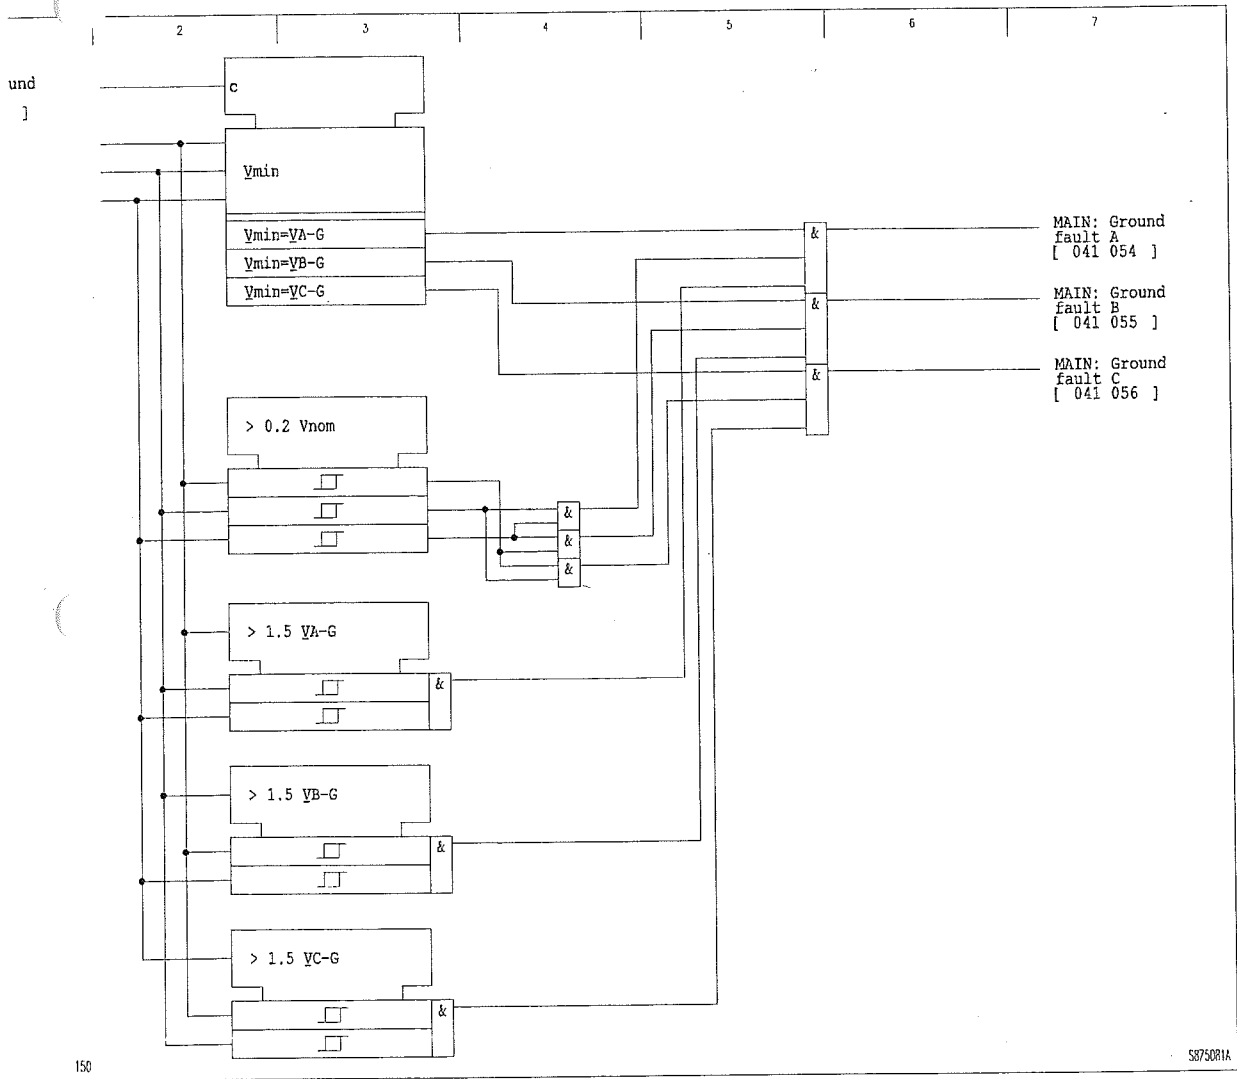 2 3 4 5 6 7
und
]
c
Vmin
Vmin=VA-G
Vmin=VB-G
Vmin=VC-G
&
&
&
MAIN: Ground
fault A
[ 041 054 ]
MAIN: Ground
fault B
[ 041 055 ]
MAIN: Ground
fault C
[ 041 056 ]
> 0.2 Vnom
&
&
&
> 1.5 VA-G
&
> 1.5 VB-G
&
> 1.5 VC-G
&
150
S875081A